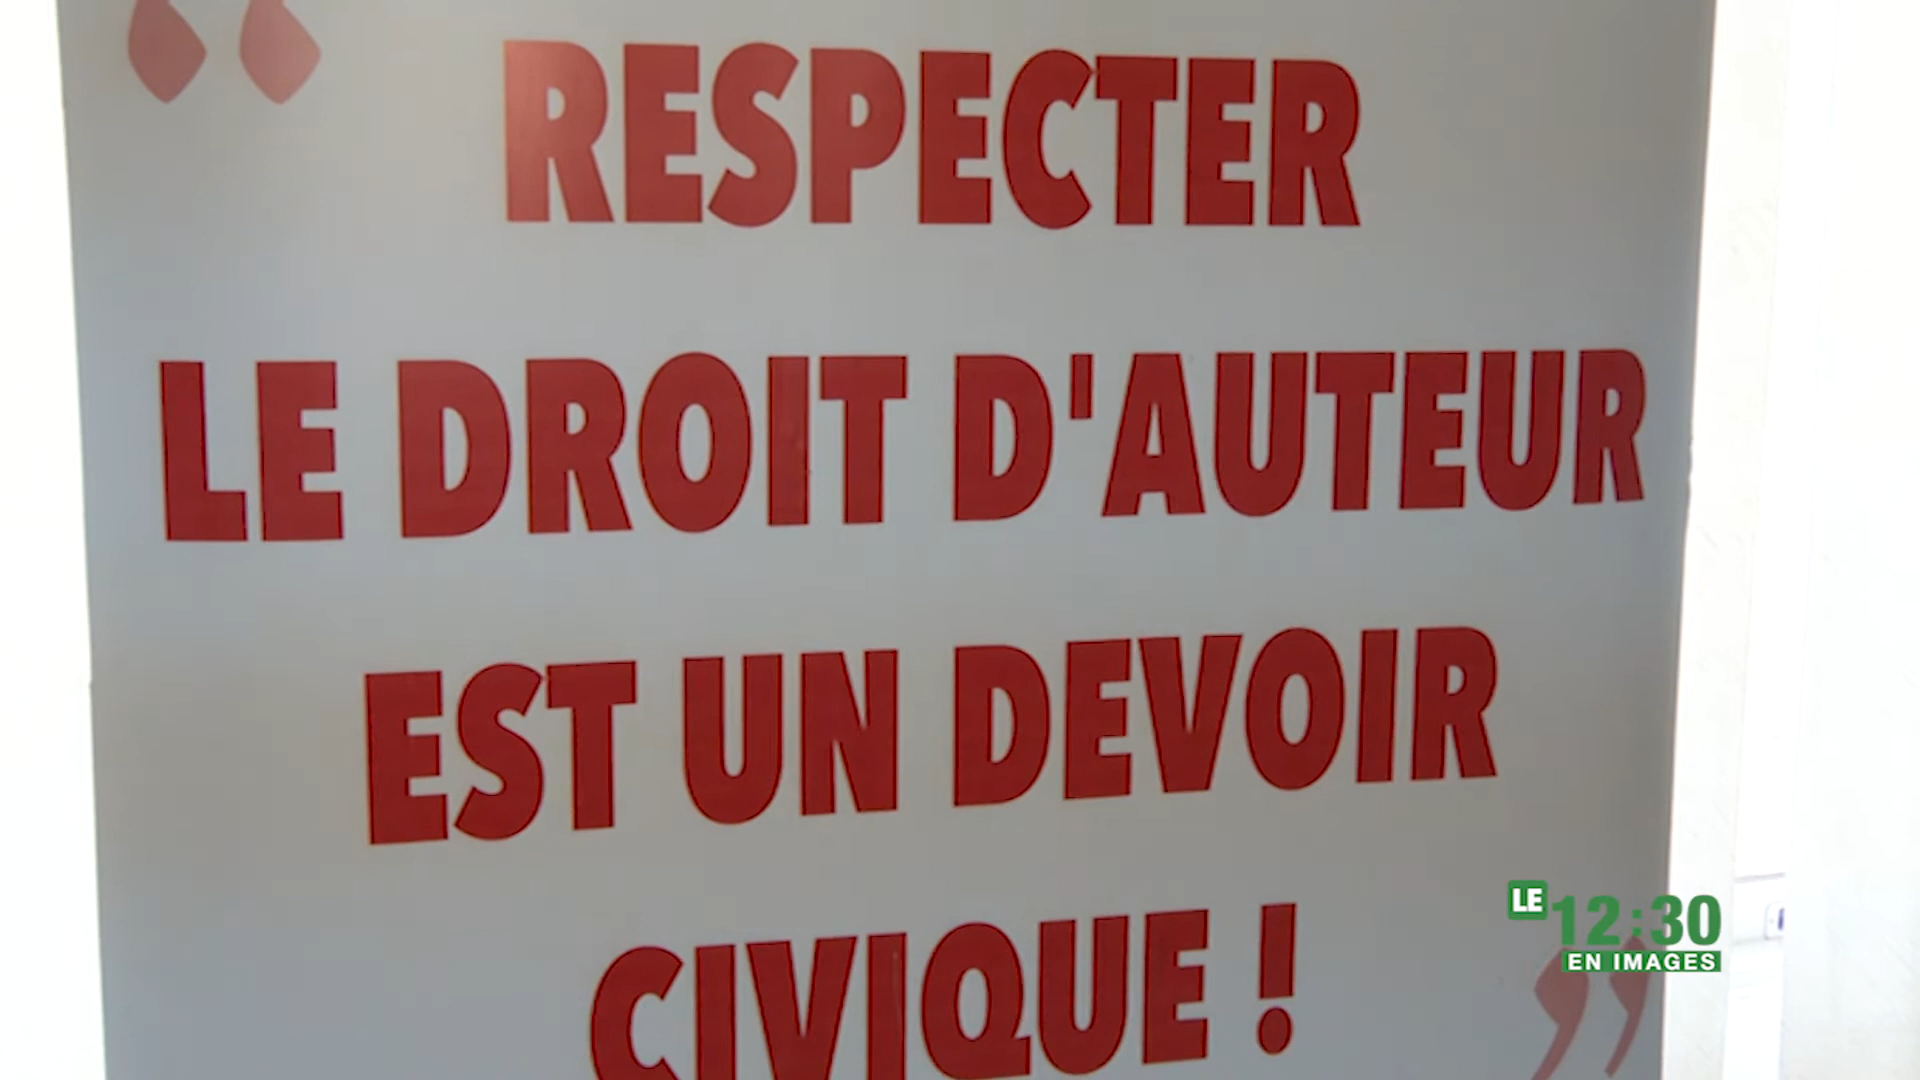 “ RESPECTER
LE DROIT D'AUTEUR
EST UN DEVOIR
CIVIQUE ! ”
LE 12:30
EN IMAGES